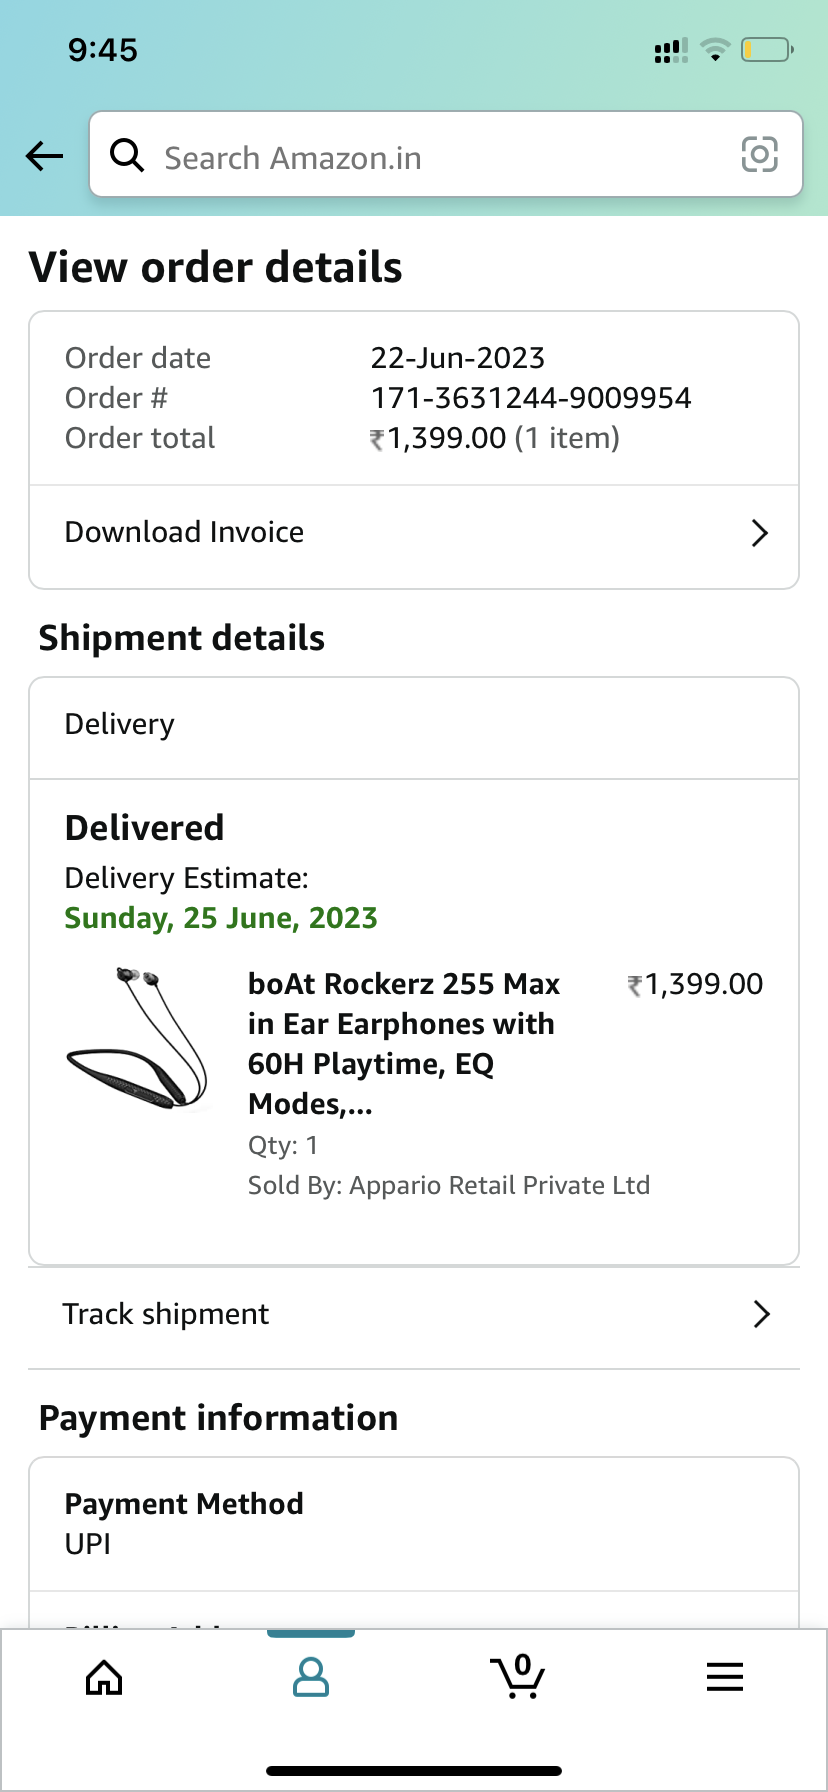 9:45
Search Amazon.in
View order details
Order date 22-Jun-2023
Order # 171-3631244-9009954
Order total ₹1,399.00 (1 item)
Download Invoice
Shipment details
Delivery
Delivered
Delivery Estimate:
Sunday, 25 June, 2023
boAt Rockerz 255 Max ₹1,399.00
in Ear Earphones with
60H Playtime, EQ
Modes,...
Qty: 1
Sold By: Appario Retail Private Ltd
Track shipment
Payment information
Payment Method
UPI
0